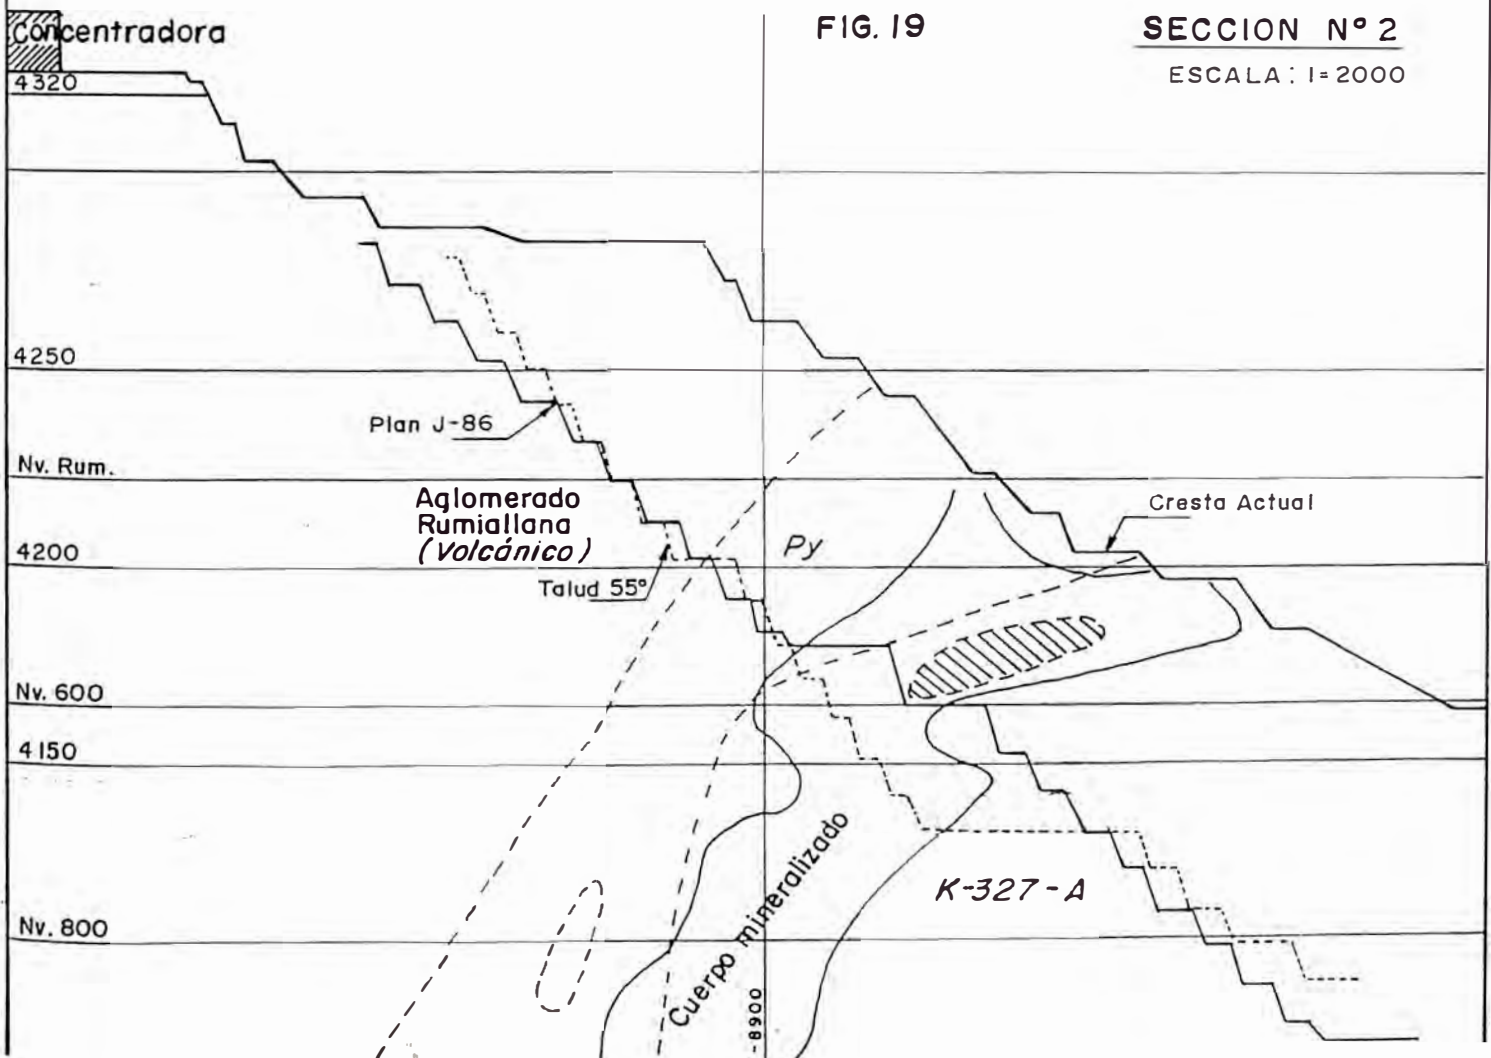 Concentradora
FIG. 19
SECCION Nº 2
ESCALA : 1=2000
4320
4250
Plan J-86
Nv. Rum.
Aglomerado
Rumiallana
(Volcánico)
Cresta Actual
Py
4200
Talud 55°
Nv. 600
4150
Cuerpo mineralizado
K-327-A
Nv. 800
-8900